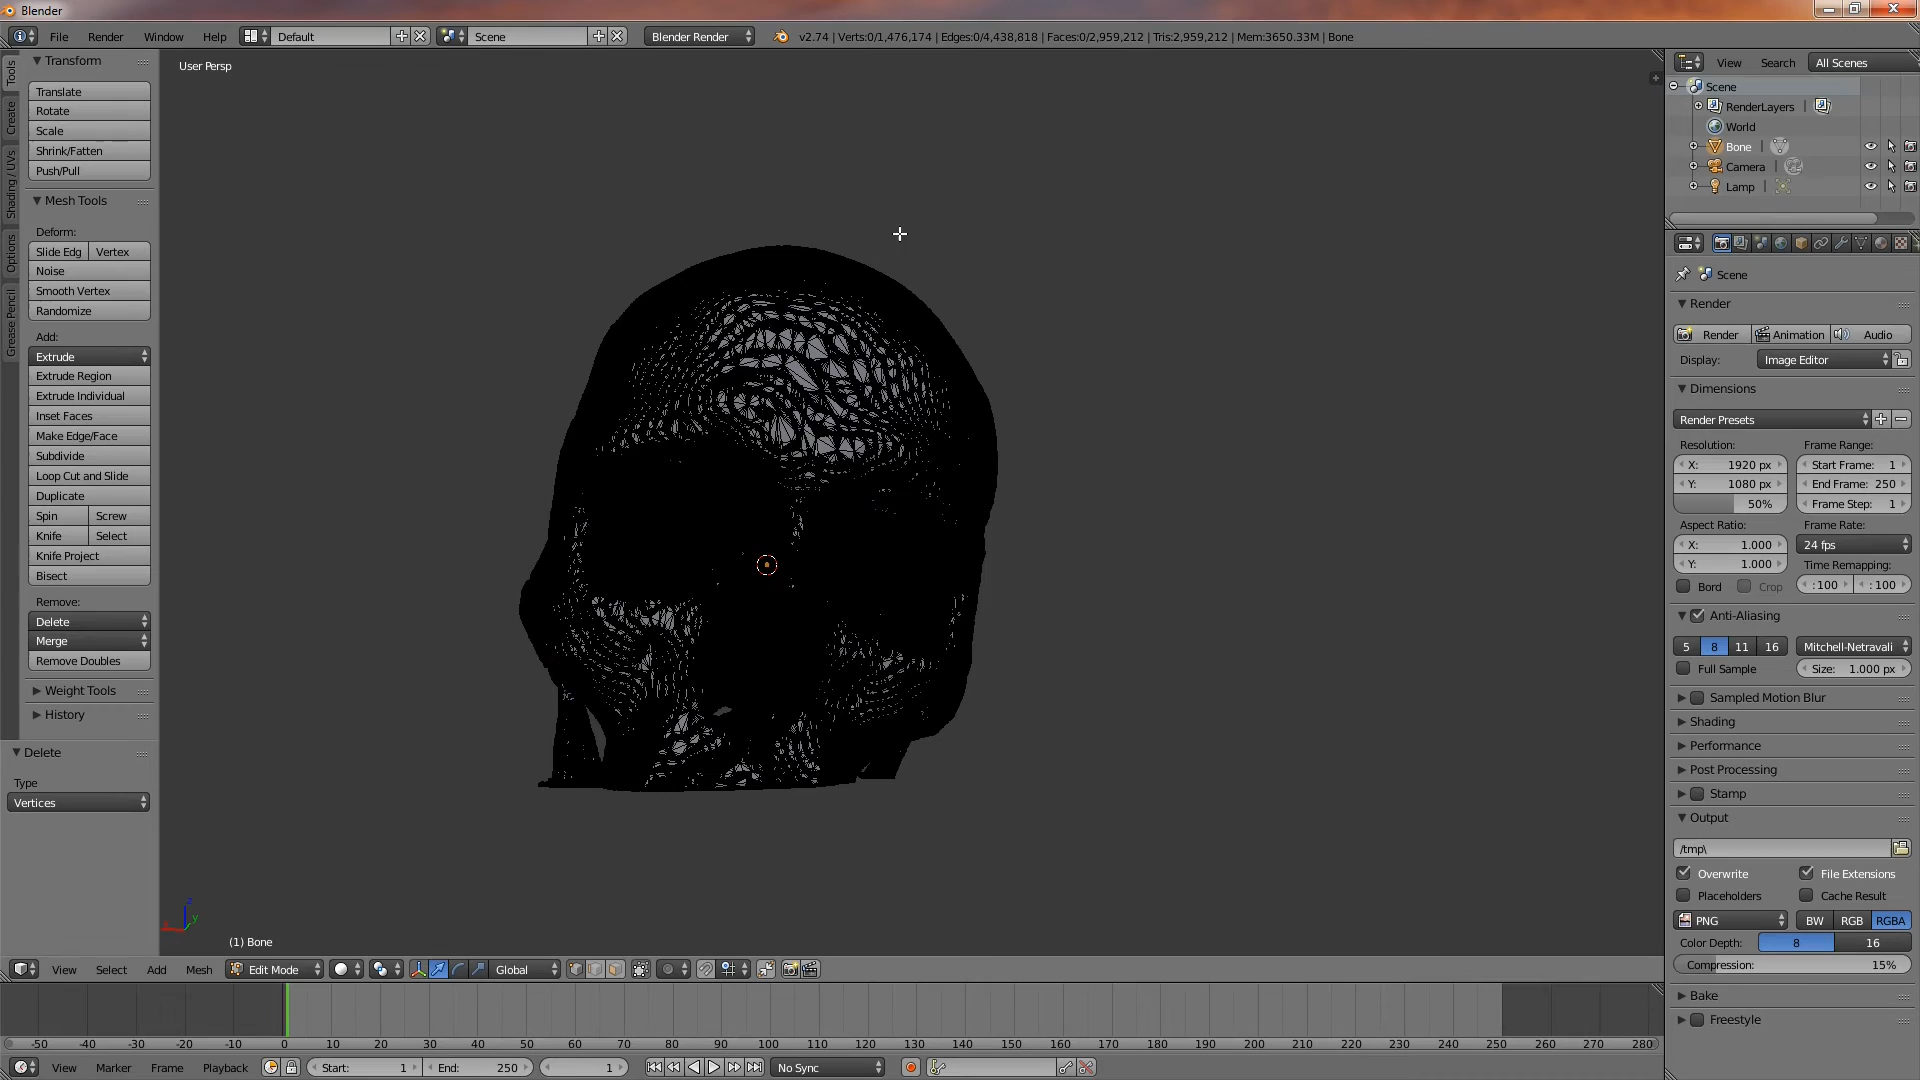 Blender
File Render Window Help Default Scene Blender Render v2.74 | Verts:0/1,476,174 | Edges:0/4,438,818 | Faces:0/2,959,212 | Tris:2,959,212 | Mem:3650.33M | Bone
Tools
Create
Shading / UVs
Options
Grease Pencil
Transform
Translate
Rotate
Scale
Shrink/Fatten
Push/Pull
Mesh Tools
Deform:
Slide Edg Vertex
Noise
Smooth Vertex
Randomize
Add:
Extrude
Extrude Region
Extrude Individual
Inset Faces
Make Edge/Face
Subdivide
Loop Cut and Slide
Duplicate
Spin Screw
Knife Select
Knife Project
Bisect
Remove:
Delete
Merge
Remove Doubles
Weight Tools
History
Delete
Type
Vertices
User Persp
z
y
x
(1) Bone
View Select Add Mesh Edit Mode Global
-50 -40 -30 -20 -10 0 10 20 30 40 50 60 70 80 90 100 110 120 130 140 150 160 170 180 190 200 210 220 230 240 250 260 270 280
View Marker Frame Playback Start: 1 End: 250 1 No Sync
View Search All Scenes
Scene
RenderLayers |
World
Bone |
Camera |
Lamp |
Scene
Render
Render Animation Audio
Display: Image Editor
Dimensions
Render Presets
Resolution: Frame Range:
X: 1920 px Start Frame: 1
Y: 1080 px End Frame: 250
50% Frame Step: 1
Aspect Ratio: Frame Rate:
X: 1.000 24 fps
Y: 1.000 Time Remapping:
Bord Crop :100 :100
Anti-Aliasing
5 8 11 16 Mitchell-Netravali
Full Sample Size: 1.000 px
Sampled Motion Blur
Shading
Performance
Post Processing
Stamp
Output
/tmp\
Overwrite File Extensions
Placeholders Cache Result
PNG BW RGB RGBA
Color Depth: 8 16
Compression: 15%
Bake
Freestyle